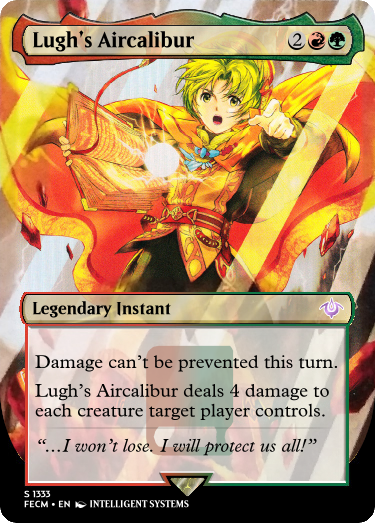 Lugh's Aircalibur 2
Legendary Instant
Damage can't be prevented this turn.
Lugh's Aircalibur deals 4 damage to
each creature target player controls.
“...I won't lose. I will protect us all!”
S 1333
FECM • EN INTELLIGENT SYSTEMS